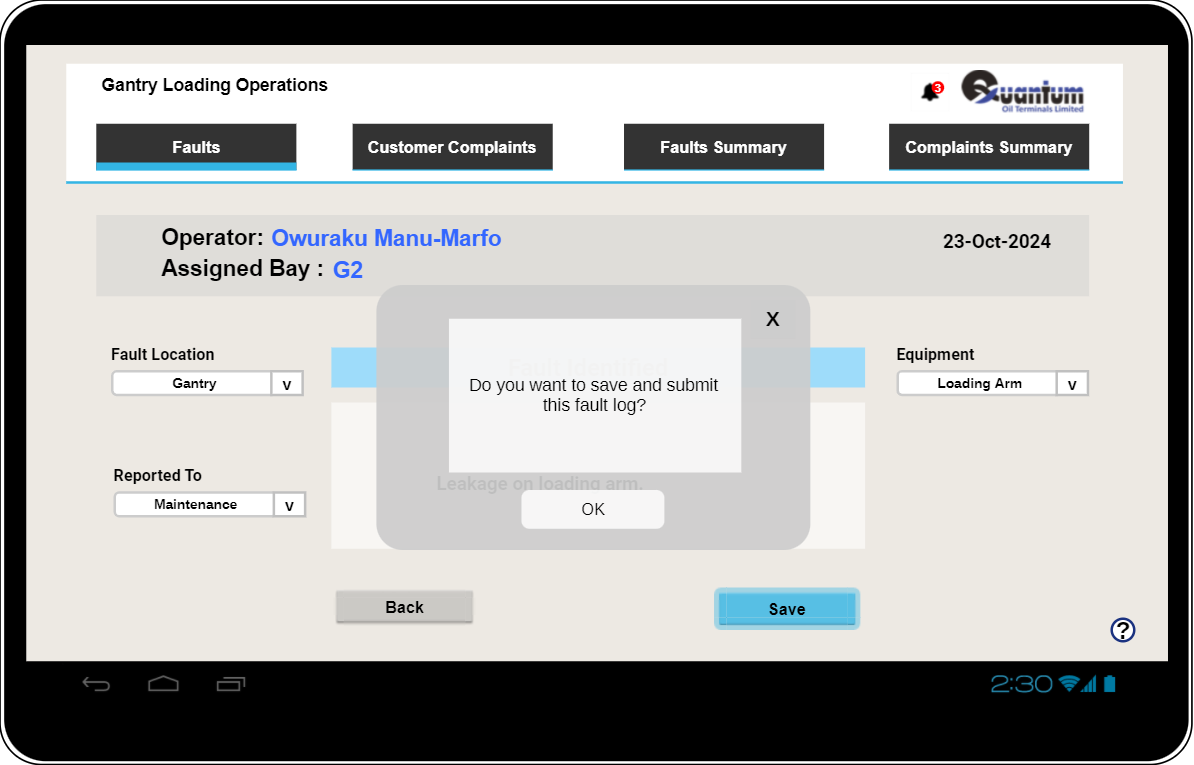 Gantry Loading Operations
3
Quantum
Oil Terminals Limited
Faults
Customer Complaints
Faults Summary
Complaints Summary
Operator: Owuraku Manu-Marfo
23-Oct-2024
Assigned Bay : G2
X
Fault Location
Fault Identified
Equipment
Gantry v
Do you want to save and submit
this fault log?
Loading Arm v
Reported To
Leakage on loading arm.
Maintenance v
OK
Back
Save
?
2:30